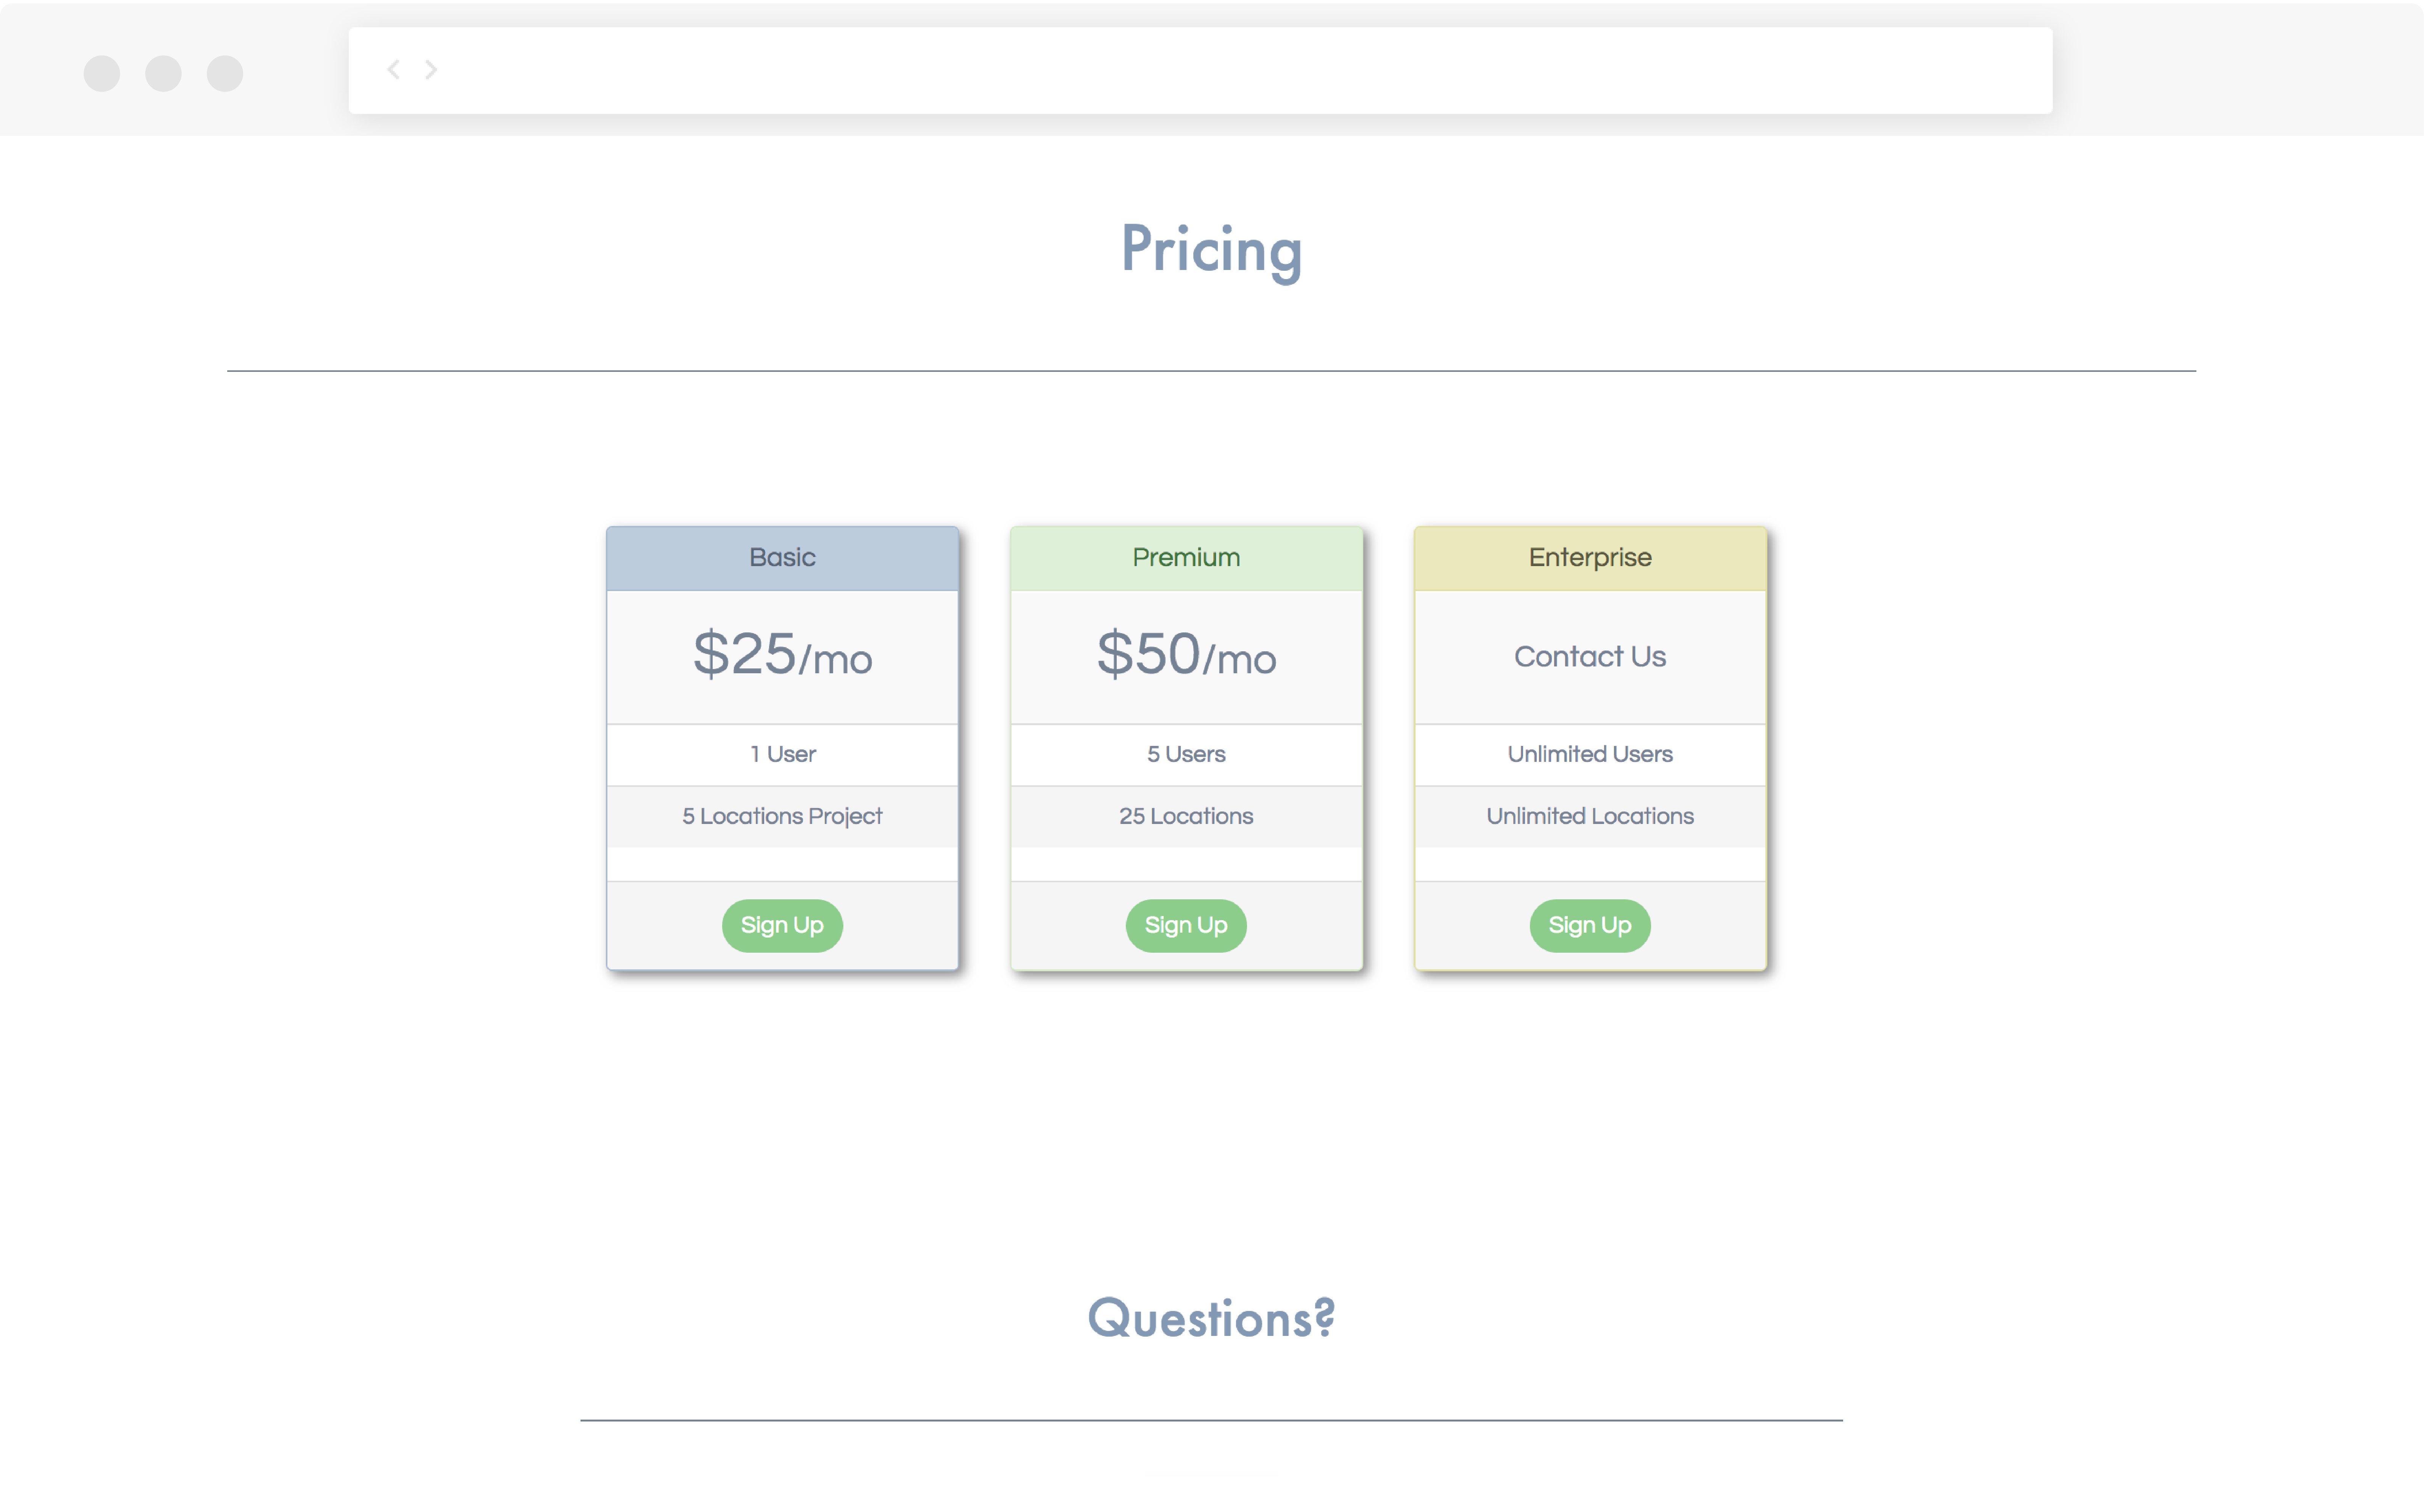 Pricing
Basic
$25/mo
1 User
5 Locations Project
Sign Up
Premium
$50/mo
5 Users
25 Locations
Sign Up
Enterprise
Contact Us
Unlimited Users
Unlimited Locations
Sign Up
Questions?